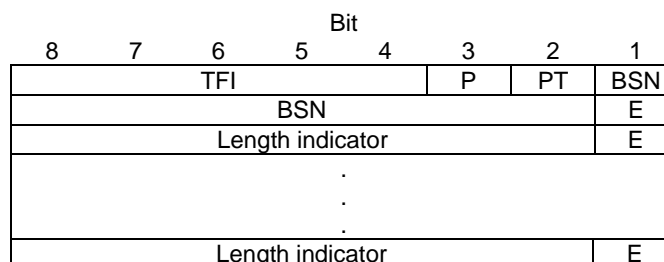 Bit
8 7 6 5 4 3 2 1
TFI P PT BSN
BSN E
Length indicator E
.
.
.
Length indicator E